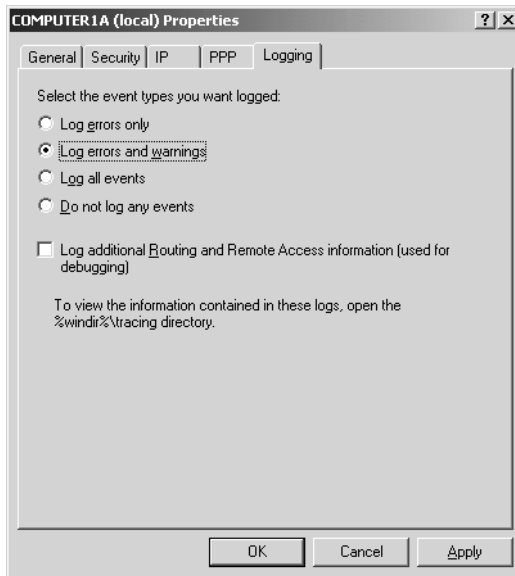 COMPUTER1A (local) Properties
General Security IP PPP Logging
Select the event types you want logged:
Log errors only
Log errors and warnings
Log all events
Do not log any events
Log additional Routing and Remote Access information (used for
debugging)
To view the information contained in these logs, open the
%windir%\tracing directory.
OK Cancel Apply